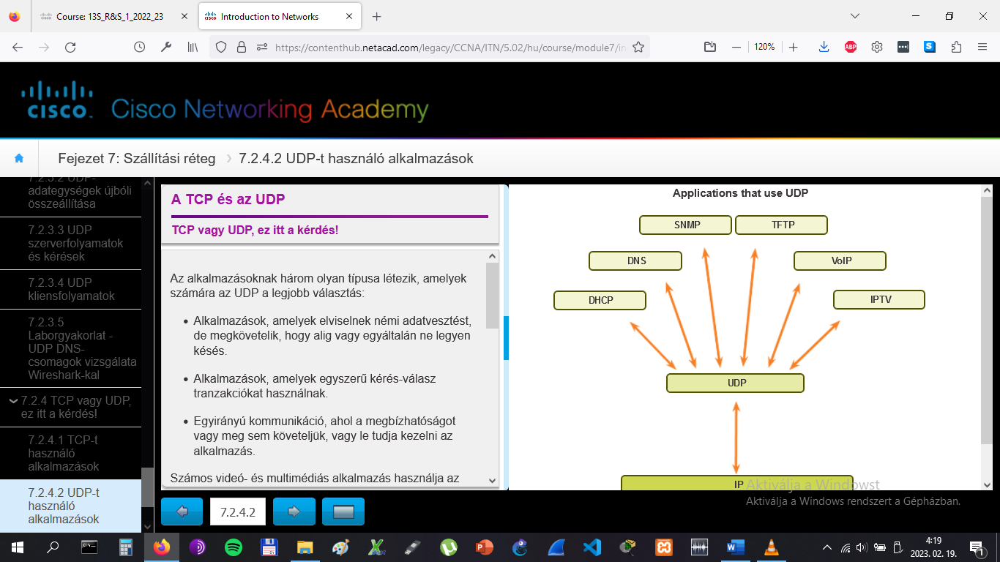 Course: 13S_R&S_1_2022_23
Introduction to Networks
https://contenthub.netacad.com/legacy/CCNA/ITN/5.02/hu/course/module7/in
120%
ABP
CISCO
Cisco Networking Academy
Fejezet 7: Szállítási réteg
7.2.4.2 UDP-t használó alkalmazások
7.2.3.2 UDP-
adategységek újbóli
összeállítása
7.2.3.3 UDP
szerverfolyamatok
és kérések
7.2.3.4 UDP
kliensfolyamatok
7.2.3.5
Laborgyakorlat -
UDP DNS-
csomagok vizsgálata
Wireshark-kal
7.2.4 TCP vagy UDP,
ez itt a kérdés!
7.2.4.1 TCP-t
használó
alkalmazások
7.2.4.2 UDP-t
használó
alkalmazások
A TCP és az UDP
TCP vagy UDP, ez itt a kérdés!
Az alkalmazásoknak három olyan típusa létezik, amelyek
számára az UDP a legjobb választás:
Alkalmazások, amelyek elviselnek némi adatvesztést,
de megkövetelik, hogy alig vagy egyáltalán ne legyen
késés.
Alkalmazások, amelyek egyszerű kérés-válasz
tranzakciókat használnak.
Egyirányú kommunikáció, ahol a megbízhatóságot
vagy meg sem követeljük, vagy le tudja kezelni az
alkalmazás.
Számos videó- és multimédiás alkalmazás használja az
7.2.4.2
Applications that use UDP
SNMP
TFTP
DNS
VoIP
DHCP
IPTV
UDP
IP
Aktiválja a Windowst
Aktiválja a Windows rendszert a Gépházban.
4:19
2023. 02. 19.
1